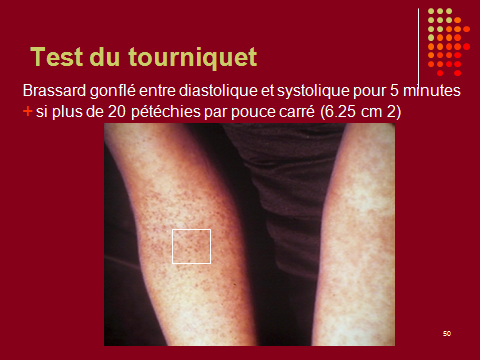 Test du tourniquet
Brassard gonflé entre diastolique et systolique pour 5 minutes
+ si plus de 20 pétéchies par pouce carré (6.25 cm 2)
50